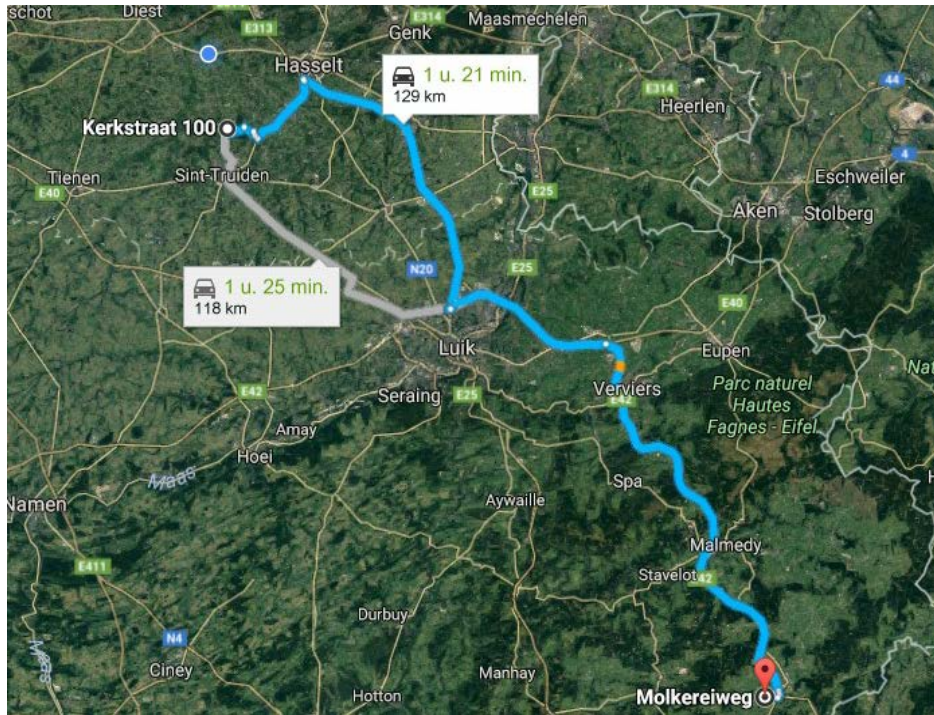 schot
Diest
E313
E314
Maasmechelen
Genk
44
Hasselt
1 u. 21 min.
129 km
E314
Heerlen
Kerkstraat 100
4
Tienen
Sint-Truiden
E40
E25
Eschweiler
Aken
Stolberg
1 u. 25 min.
118 km
N20
E25
E40
Luik
Eupen
Seraing
E25
Verviers
E42
E42
Parc naturel
Hautes
Fagnes - Eifel
Nat
Amay
Hoei
Maas
Spa
Namen
Aywaille
Malmedy
E411
Stavelot
42
Durbuy
N4
Ciney
Maas
Manhay
Hotton
Molkereiweg